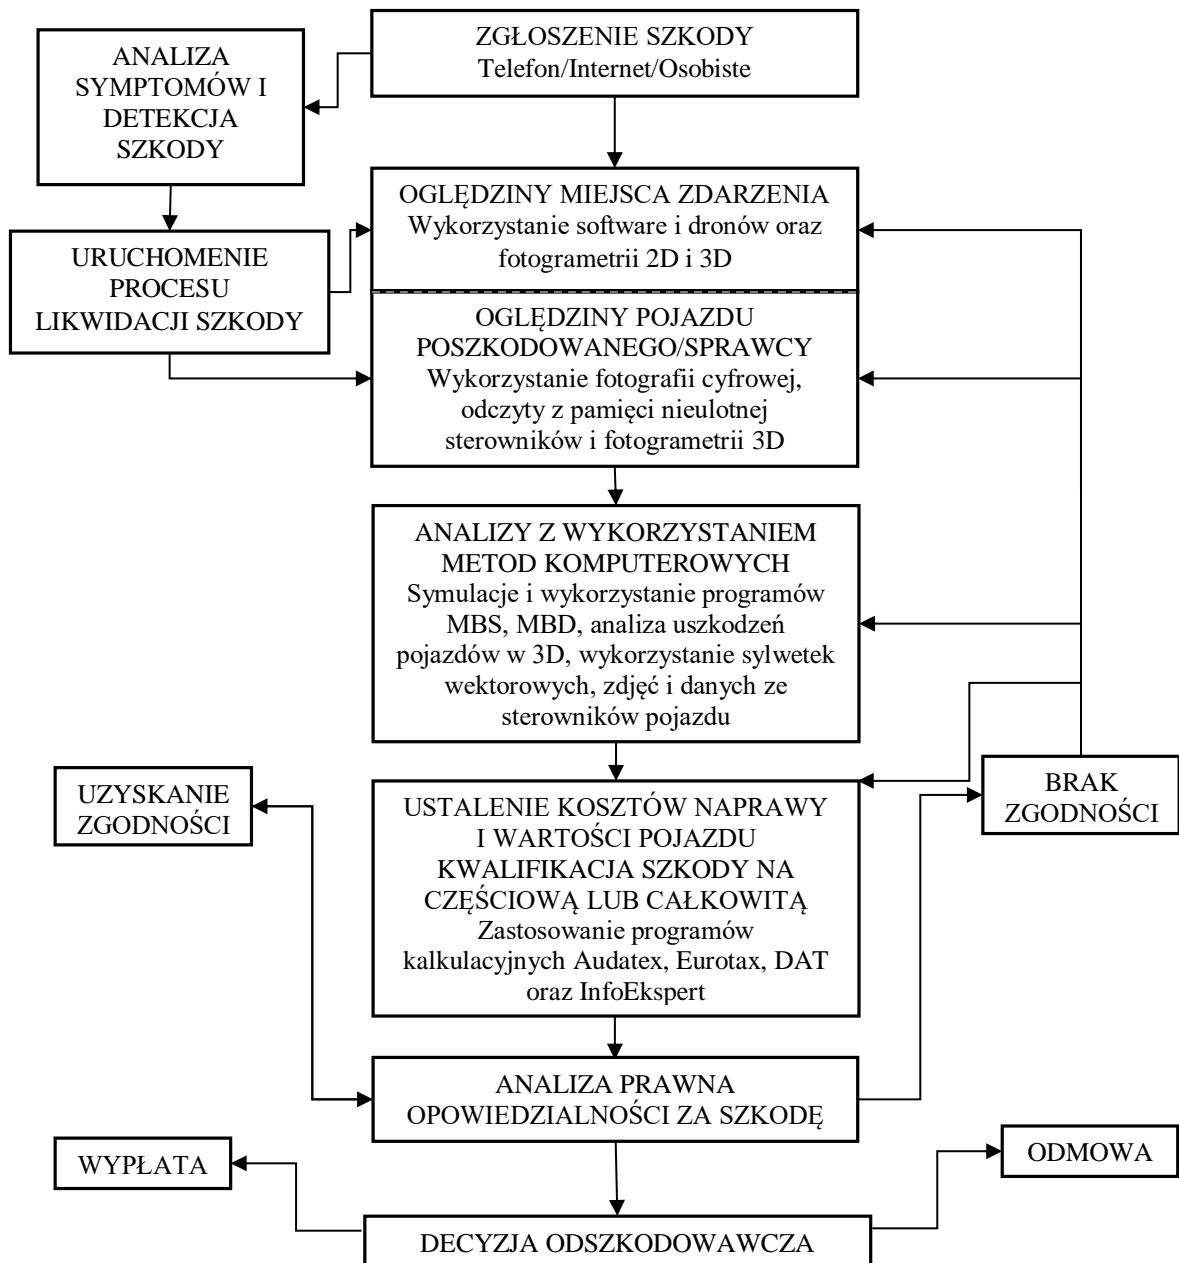 ZGŁOSZENIE SZKODY
Telefon/Internet/Osobiste
ANALIZA
SYMPTOMÓW I
DETEKCJA
SZKODY
URUCHOMENIE
PROCESU
LIKWIDACJI SZKODY
OGLĘDZINY MIEJSCA ZDARZENIA
Wykorzystanie software i dronów oraz
fotogrametrii 2D i 3D
OGLĘDZINY POJAZDU
POSZKODOWANEGO/SPRAWCY
Wykorzystanie fotografii cyfrowej,
odczyty z pamięci nieulotnej
sterowników i fotogrametrii 3D
ANALIZY Z WYKORZYSTANIEM
METOD KOMPUTEROWYCH
Symulacje i wykorzystanie programów
MBS, MBD, analiza uszkodzeń
pojazdów w 3D, wykorzystanie sylwetek
wektorowych, zdjęć i danych ze
sterowników pojazdu
UZYSKANIE
ZGODNOŚCI
USTALENIE KOSZTÓW NAPRAWY
I WARTOŚCI POJAZDU
KWALIFIKACJA SZKODY NA
CZĘŚCIOWĄ LUB CAŁKOWITĄ
Zastosowanie programów
kalkulacyjnych Audatex, Eurotax, DAT
oraz InfoEkspert
BRAK
ZGODNOŚCI
ANALIZA PRAWNA
OPOWIEDZIALNOŚCI ZA SZKODĘ
WYPŁATA
ODMOWA
DECYZJA ODSZKODOWAWCZA